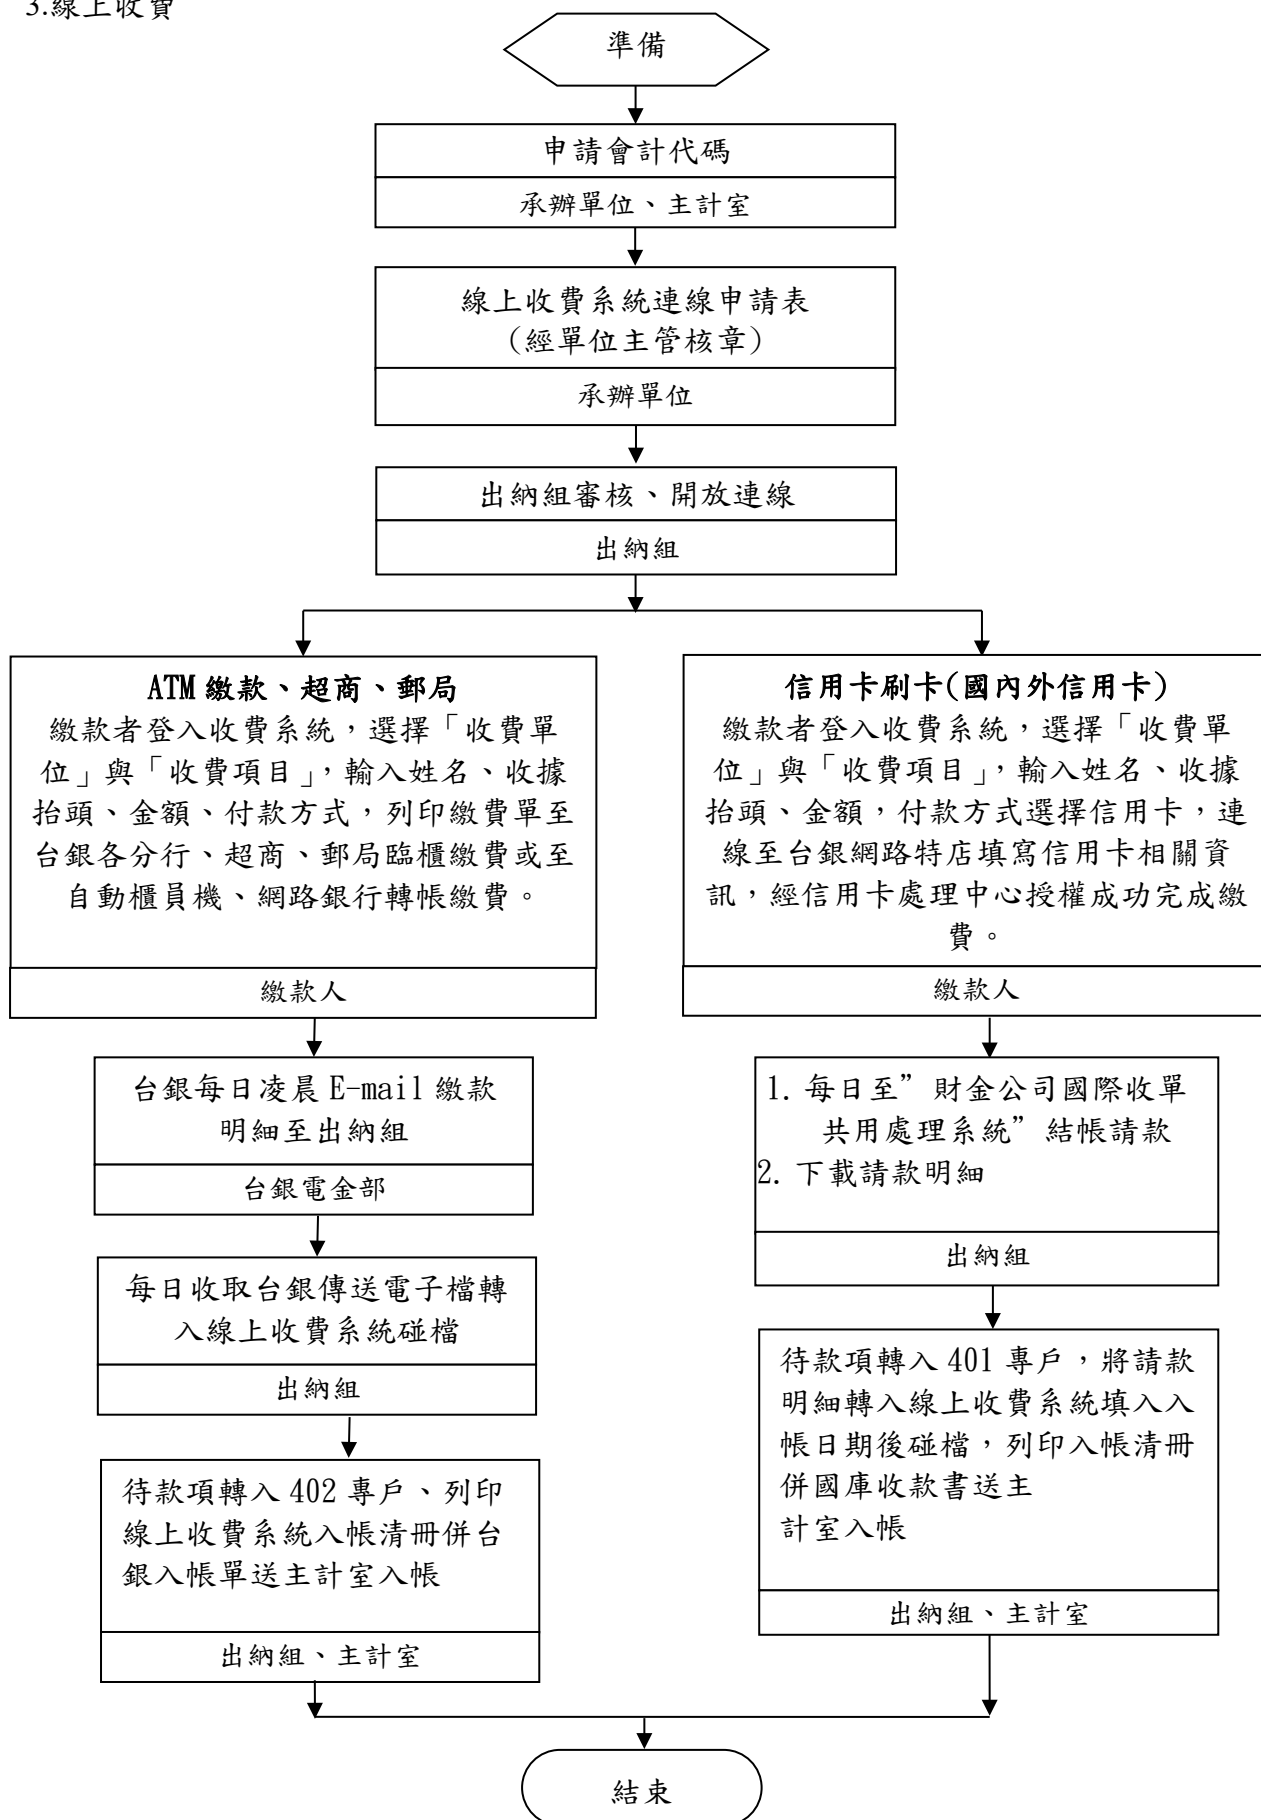 3.線上收費
準備
申請會計代碼
承辦單位、主計室
線上收費系統連線申請表
(經單位主管核章)
承辦單位
出納組審核、開放連線
出納組
ATM 繳款、超商、郵局
繳款者登入收費系統，選擇「收費單
位」與「收費項目」，輸入姓名、收據
抬頭、金額、付款方式，列印繳費單至
台銀各分行、超商、郵局臨櫃繳費或至
自動櫃員機、網路銀行轉帳繳費。
繳款人
台銀每日凌晨 E-mail 繳款
明細至出納組
台銀電金部
每日收取台銀傳送電子檔轉
入線上收費系統碰檔
出納組
待款項轉入 402 專戶、列印
線上收費系統入帳清冊併台
銀入帳單送主計室入帳
出納組、主計室
信用卡刷卡(國內外信用卡)
繳款者登入收費系統，選擇「收費單
位」與「收費項目」，輸入姓名、收據
抬頭、金額，付款方式選擇信用卡，連
線至台銀網路特店填寫信用卡相關資
訊，經信用卡處理中心授權成功完成繳
費。
繳款人
1. 每日至”財金公司國際收單
共用處理系統”結帳請款
2. 下載請款明細
出納組
待款項轉入 401 專戶，將請款
明細轉入線上收費系統填入入
帳日期後碰檔，列印入帳清冊
併國庫收款書送主
計室入帳
出納組、主計室
結束